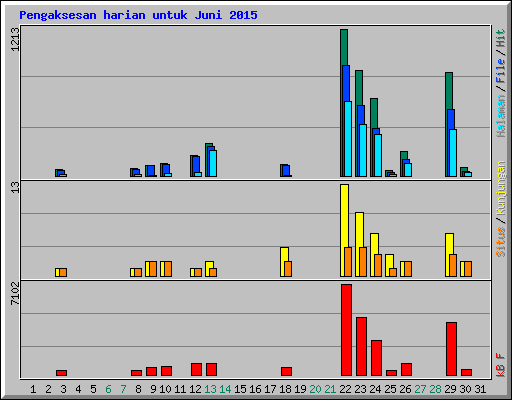 Pengaksesan harian untuk Juni 2015
1213
13
7102
Halaman / File / Hit
Situs / Kunjungan
kB F
1 2 3 4 5 6 7 8 9 10 11 12 13 14 15 16 17 18 19 20 21 22 23 24 25 26 27 28 29 30 31